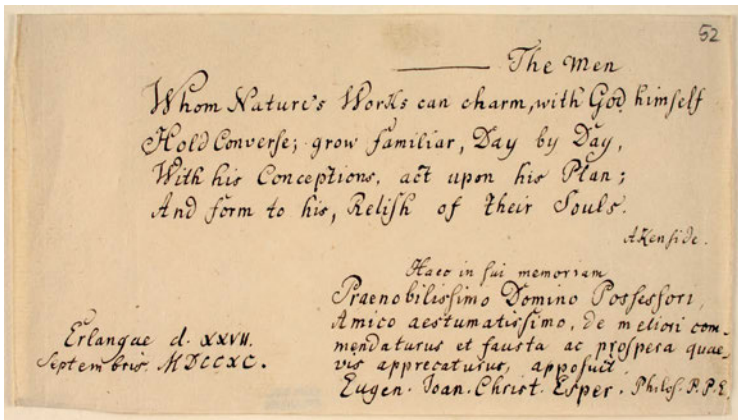 52
——— The Men
Whom Nature's Works can charm, with God himself
Hold Converſe; grow familiar, Day by Day,
With his Conceptions, act upon his Plan;
And form to his, Reliſh of their Souls.
AKenſide.
Haec in ſui memoriam
Praenobiliſſimo Domino Poſſeſſori,
Amico aestumatiſſimo, de meliori com-
mendaturus et fausta ac prospera quae-
vis apprecaturus, appoſuit
Eugen. Ioan. Christ. Esper. Philoſ. P. P. E.
Erlangae d. XXVII.
Septembris. MDCCXC.